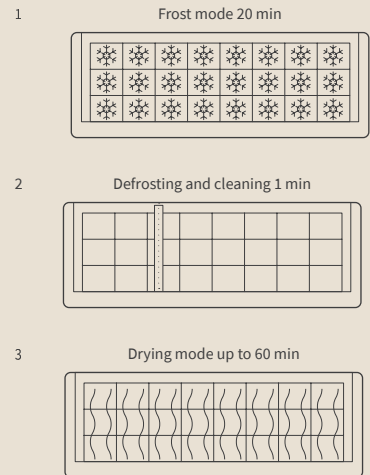 1 Frost mode 20 min
2 Defrosting and cleaning 1 min
3 Drying mode up to 60 min